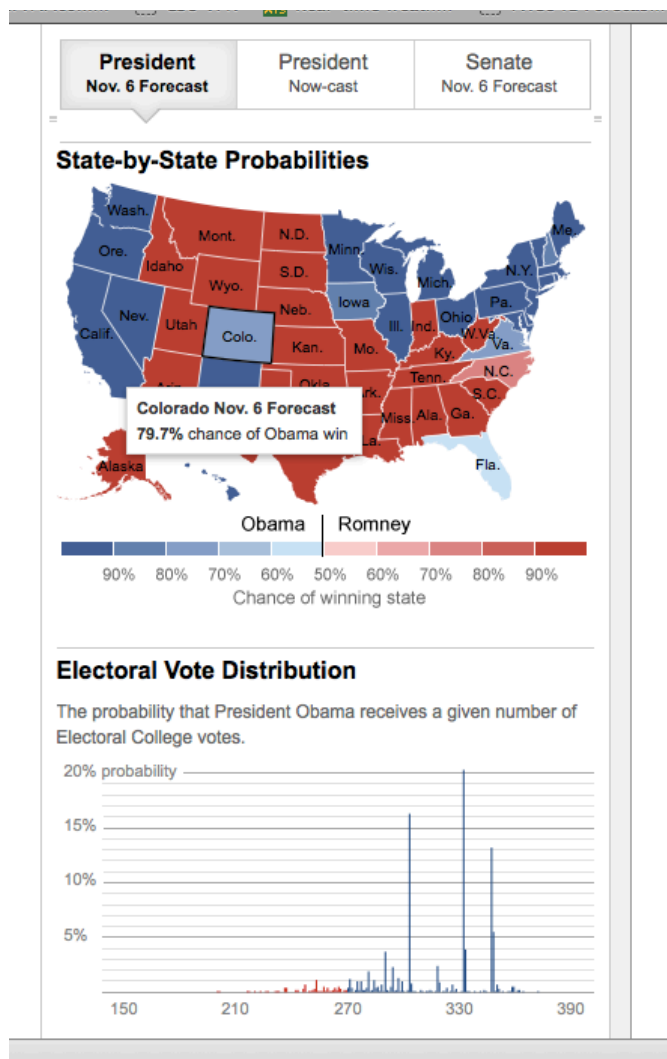 President
Nov. 6 Forecast
President
Now-cast
Senate
Nov. 6 Forecast
State-by-State Probabilities
Wash.
Mont.
N.D.
Minn.
Me.
Ore.
Idaho
S.D.
Wis.
Mich.
N.Y.
Wyo.
Iowa
Pa.
Nev.
Neb.
Ill.
Ind.
Ohio
Calif.
Utah
Colo.
Kan.
Mo.
W.Va.
Va.
Ky.
Okla.
Tenn.
N.C.
Ark.
S.C.
Miss.
Ala.
Ga.
Colorado Nov. 6 Forecast
79.7% chance of Obama win
La.
Alaska
Fla.
Obama
Romney
90% 80% 70% 60% 50% 60% 70% 80% 90%
Chance of winning state
Electoral Vote Distribution
The probability that President Obama receives a given number of
Electoral College votes.
20% probability
15%
10%
5%
150 210 270 330 390